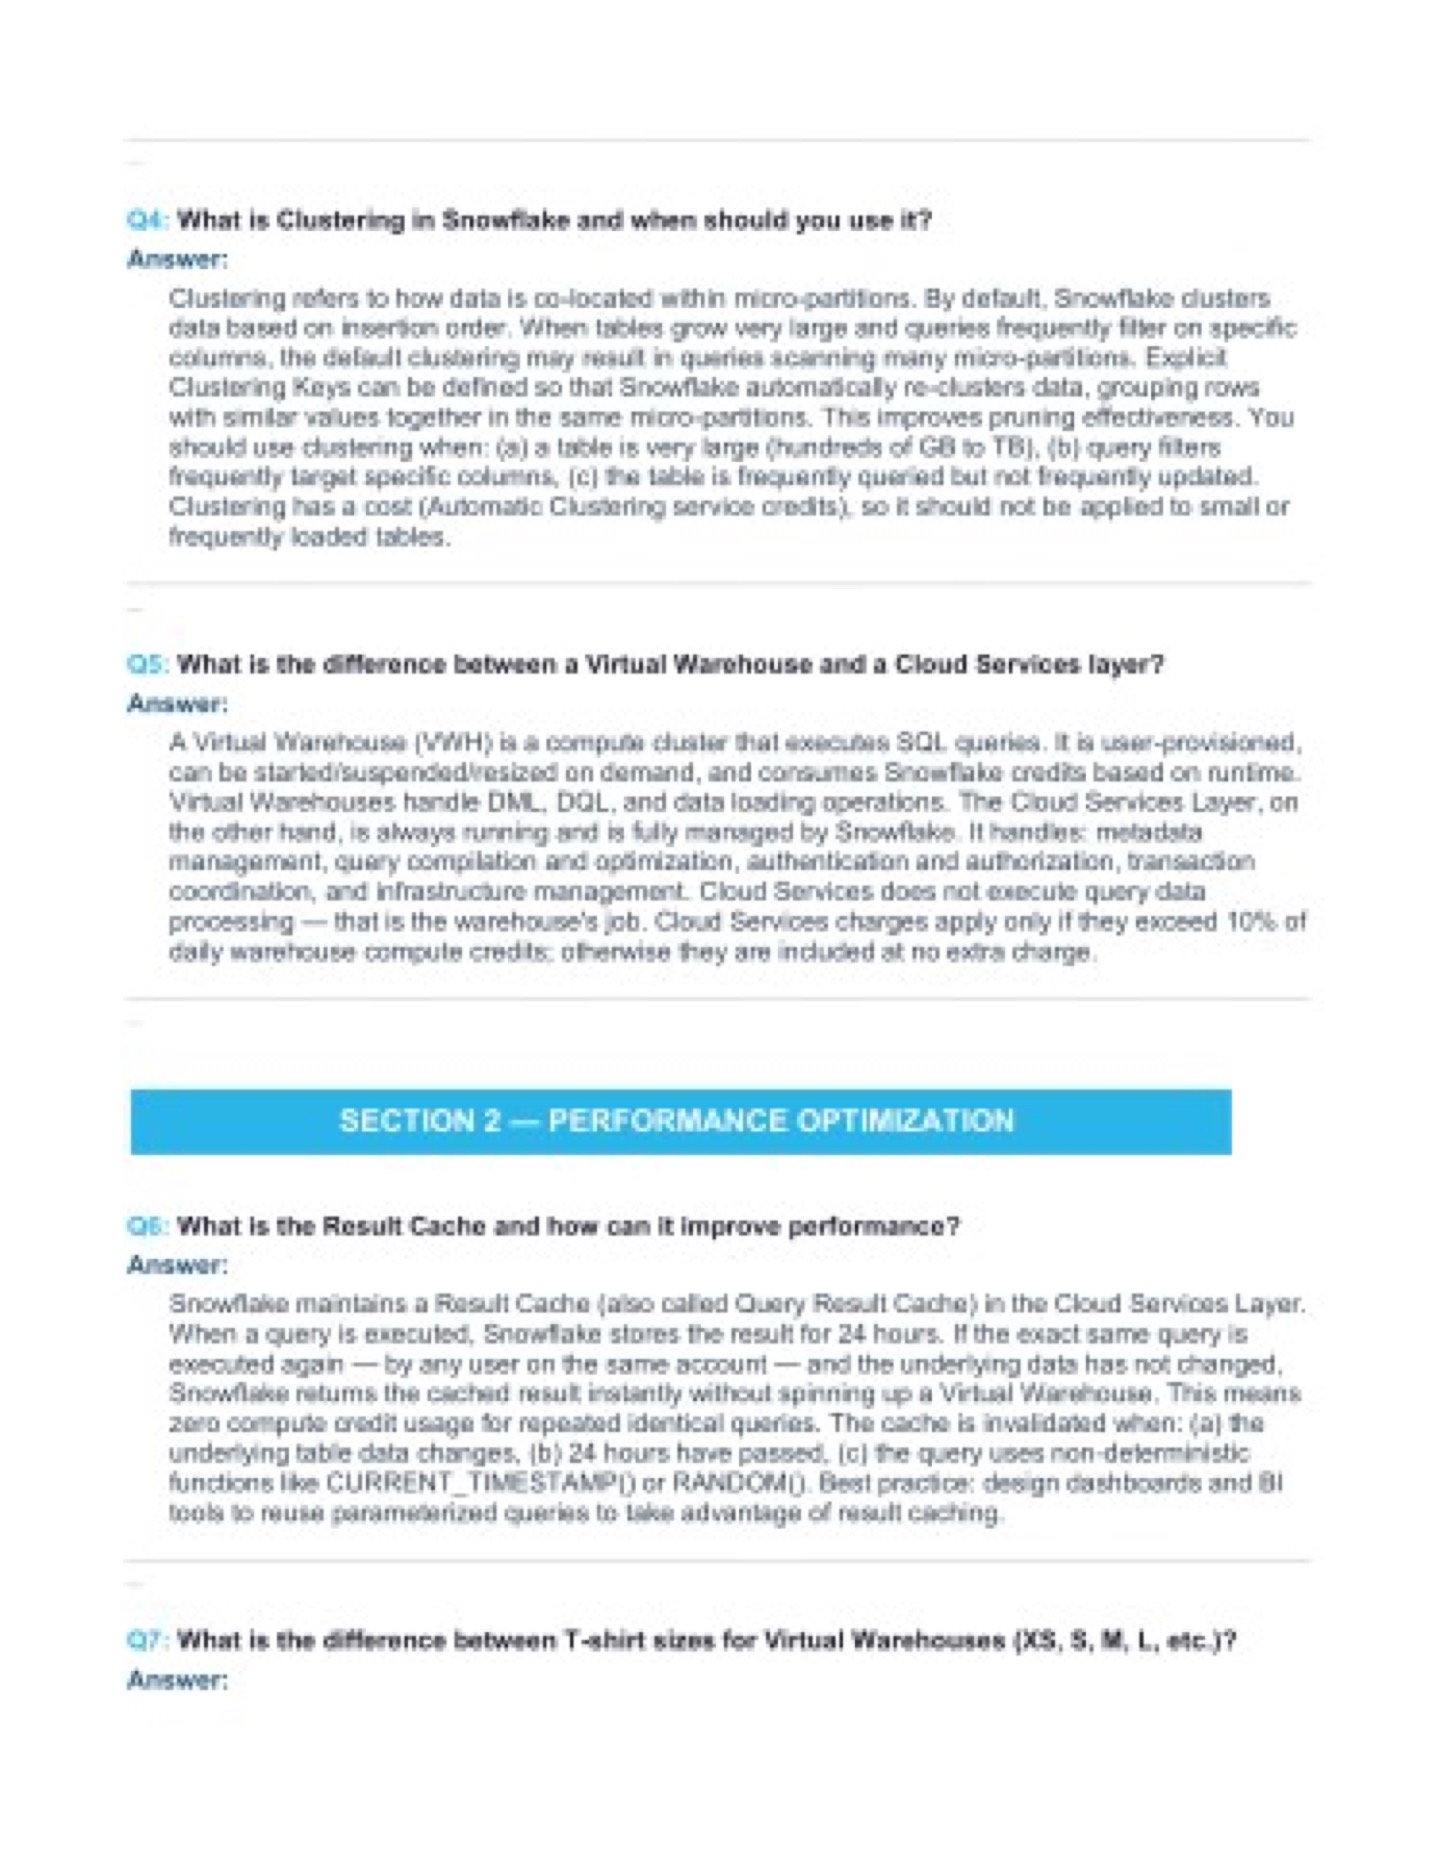 Q4: What is Clustering in Snowflake and when should you use it?
Answer:
Clustering refers to how data is co-located within micro-partitions. By default, Snowflake clusters
data based on insertion order. When tables grow very large and queries frequently filter on specific
columns, the default clustering may result in queries scanning many micro-partitions. Explicit
Clustering Keys can be defined so that Snowflake automatically re-clusters data, grouping rows
with similar values together in the same micro-partitions. This improves pruning effectiveness. You
should use clustering when: (a) a table is very large (hundreds of GB to TB), (b) query filters
frequently target specific columns, (c) the table is frequently queried but not frequently updated.
Clustering has a cost (Automatic Clustering service credits), so it should not be applied to small or
frequently loaded tables.
Q5: What is the difference between a Virtual Warehouse and a Cloud Services layer?
Answer:
A Virtual Warehouse (VWH) is a compute cluster that executes SQL queries. It is user-provisioned,
can be started/suspended/resized on demand, and consumes Snowflake credits based on runtime.
Virtual Warehouses handle DML, DQL, and data loading operations. The Cloud Services Layer, on
the other hand, is always running and is fully managed by Snowflake. It handles: metadata
management, query compilation and optimization, authentication and authorization, transaction
coordination, and infrastructure management. Cloud Services does not execute query data
processing — that is the warehouse's job. Cloud Services charges apply only if they exceed 10% of
daily warehouse compute credits; otherwise they are included at no extra charge.
SECTION 2 — PERFORMANCE OPTIMIZATION
Q6: What is the Result Cache and how can it improve performance?
Answer:
Snowflake maintains a Result Cache (also called Query Result Cache) in the Cloud Services Layer.
When a query is executed, Snowflake stores the result for 24 hours. If the exact same query is
executed again — by any user on the same account — and the underlying data has not changed,
Snowflake returns the cached result instantly without spinning up a Virtual Warehouse. This means
zero compute credit usage for repeated identical queries. The cache is invalidated when: (a) the
underlying table data changes, (b) 24 hours have passed, (c) the query uses non-deterministic
functions like CURRENT_TIMESTAMP() or RANDOM(). Best practice: design dashboards and BI
tools to reuse parameterized queries to take advantage of result caching.
Q7: What is the difference between T-shirt sizes for Virtual Warehouses (XS, S, M, L, etc.)?
Answer: